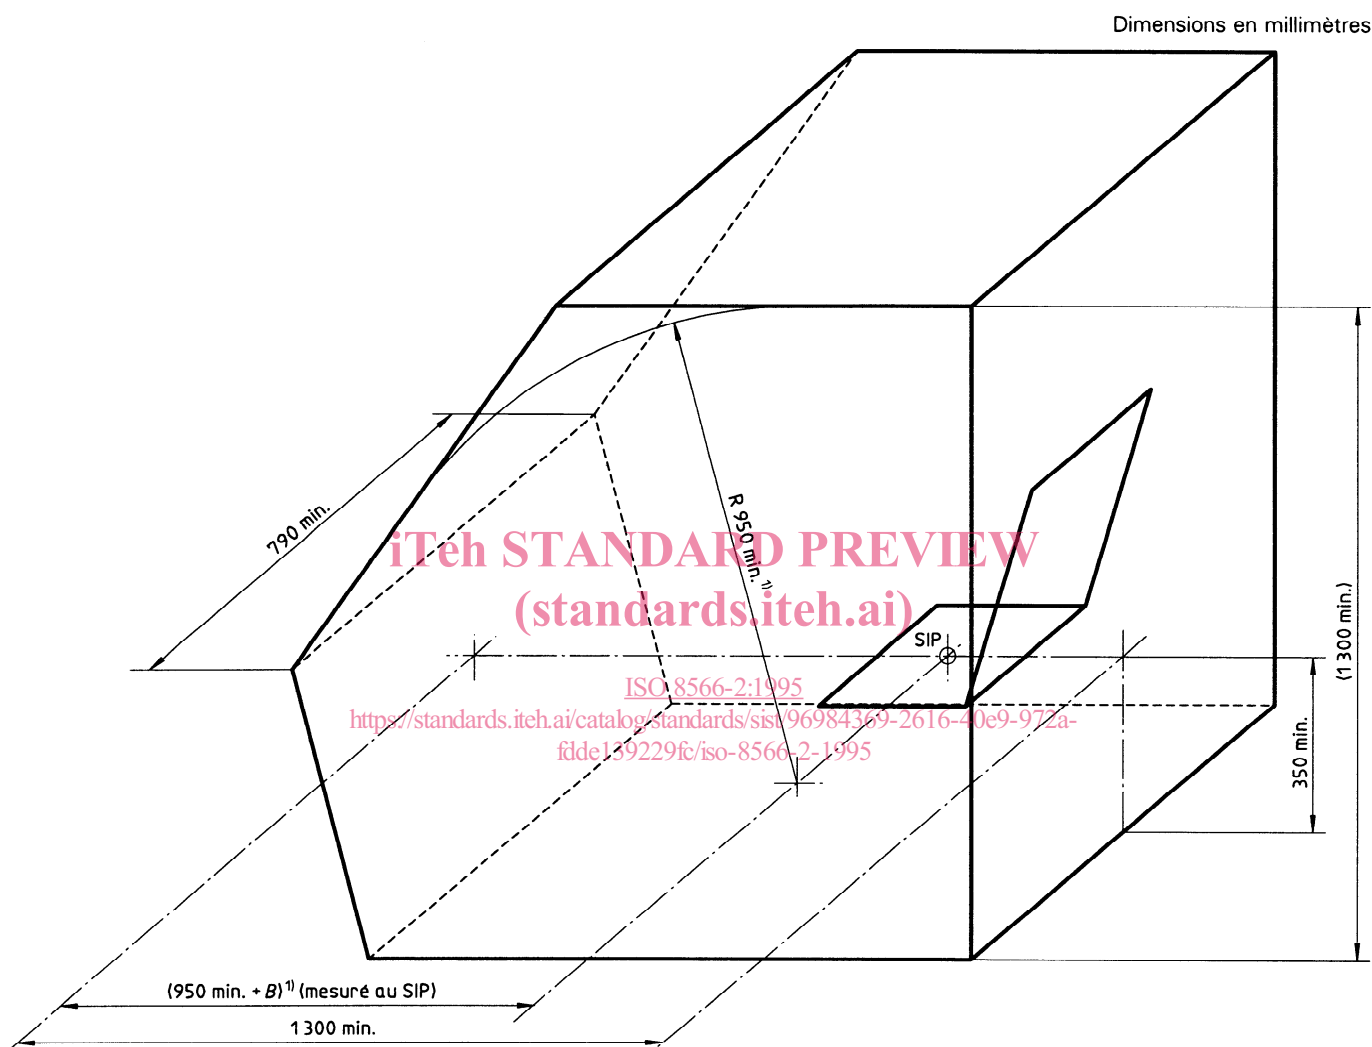 Dimensions en millimètres
790 min.
R 950 min. 1)
iTeh STANDARD PREVIEW
(standards.iteh.ai)
SIP
(1 300 min.)
ISO 8566-2:1995
https://standards.iteh.ai/catalog/standards/sist/96984369-2616-40e9-972a-
fdde139229fc/iso-8566-2-1995
350 min.
(950 min. + B)1) (mesuré au SIP)
1 300 min.